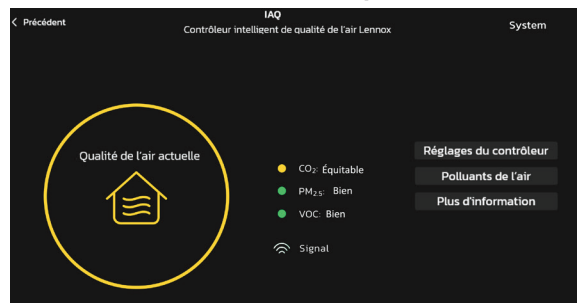 Précédent
IAQ
Contrôleur intelligent de qualité de l'air Lennox
System
Qualité de l'air actuelle
CO₂: Équitable
PM₂.₅: Bien
VOC: Bien
Signal
Réglages du contrôleur
Polluants de l'air
Plus d'information